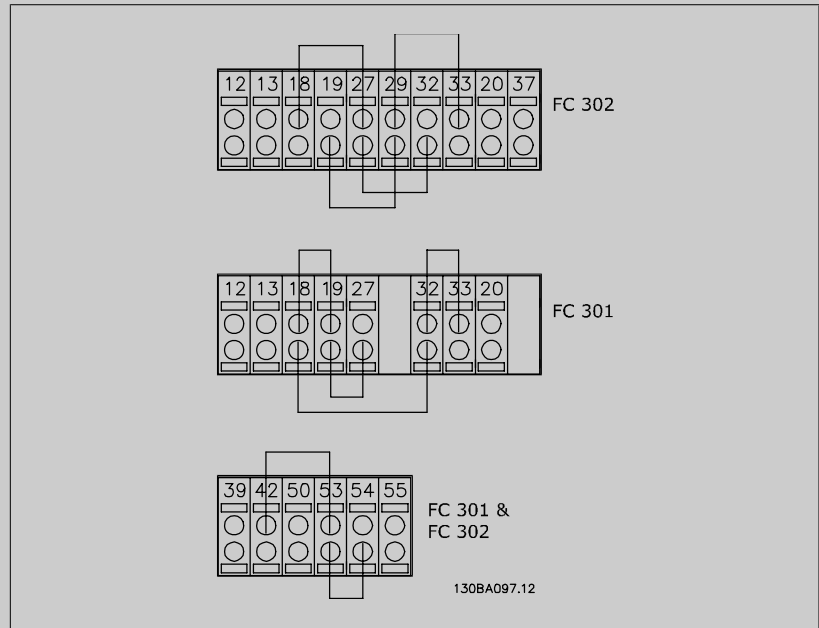 12 13 18 19 27 29 32 33 20 37
FC 302
12 13 18 19 27 32 33 20
FC 301
39 42 50 53 54 55
FC 301 &
FC 302
130BA097.12